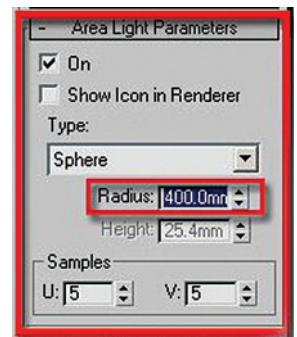 - Area Light Parameters
On
Show Icon in Renderer
Type:
Sphere
Radius: 400.0mm
Height: 25.4mm
Samples
U: 5 V: 5